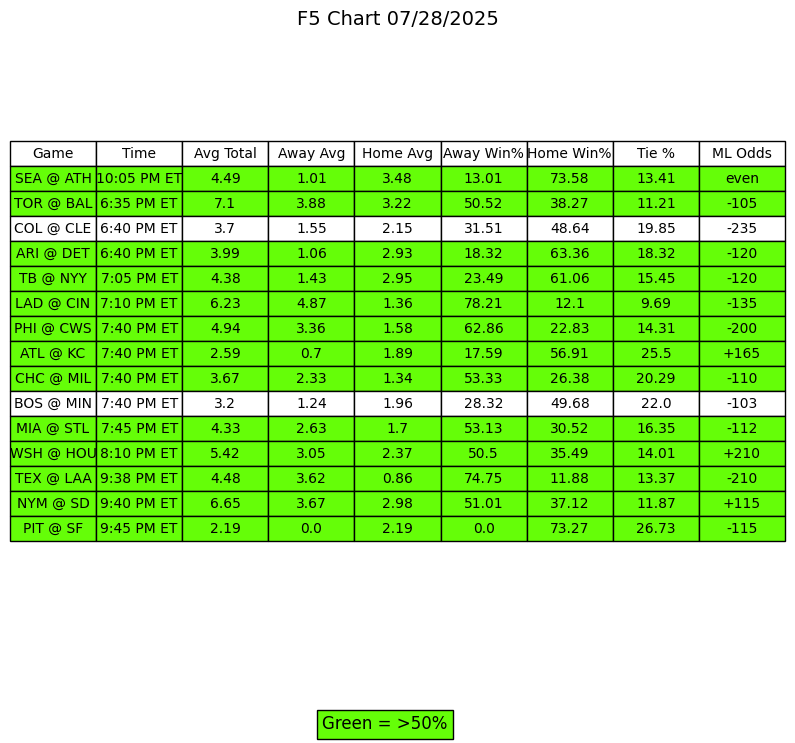 F5 Chart 07/28/2025
Game Time Avg Total Away Avg Home Avg Away Win% Home Win% Tie % ML Odds
SEA @ ATH 10:05 PM ET 4.49 1.01 3.48 13.01 73.58 13.41 even
TOR @ BAL 6:35 PM ET 7.1 3.88 3.22 50.52 38.27 11.21 -105
COL @ CLE 6:40 PM ET 3.7 1.55 2.15 31.51 48.64 19.85 -235
ARI @ DET 6:40 PM ET 3.99 1.06 2.93 18.32 63.36 18.32 -120
TB @ NYY 7:05 PM ET 4.38 1.43 2.95 23.49 61.06 15.45 -120
LAD @ CIN 7:10 PM ET 6.23 4.87 1.36 78.21 12.1 9.69 -135
PHI @ CWS 7:40 PM ET 4.94 3.36 1.58 62.86 22.83 14.31 -200
ATL @ KC 7:40 PM ET 2.59 0.7 1.89 17.59 56.91 25.5 +165
CHC @ MIL 7:40 PM ET 3.67 2.33 1.34 53.33 26.38 20.29 -110
BOS @ MIN 7:40 PM ET 3.2 1.24 1.96 28.32 49.68 22.0 -103
MIA @ STL 7:45 PM ET 4.33 2.63 1.7 53.13 30.52 16.35 -112
WSH @ HOU 8:10 PM ET 5.42 3.05 2.37 50.5 35.49 14.01 +210
TEX @ LAA 9:38 PM ET 4.48 3.62 0.86 74.75 11.88 13.37 -210
NYM @ SD 9:40 PM ET 6.65 3.67 2.98 51.01 37.12 11.87 +115
PIT @ SF 9:45 PM ET 2.19 0.0 2.19 0.0 73.27 26.73 -115
Green = >50%